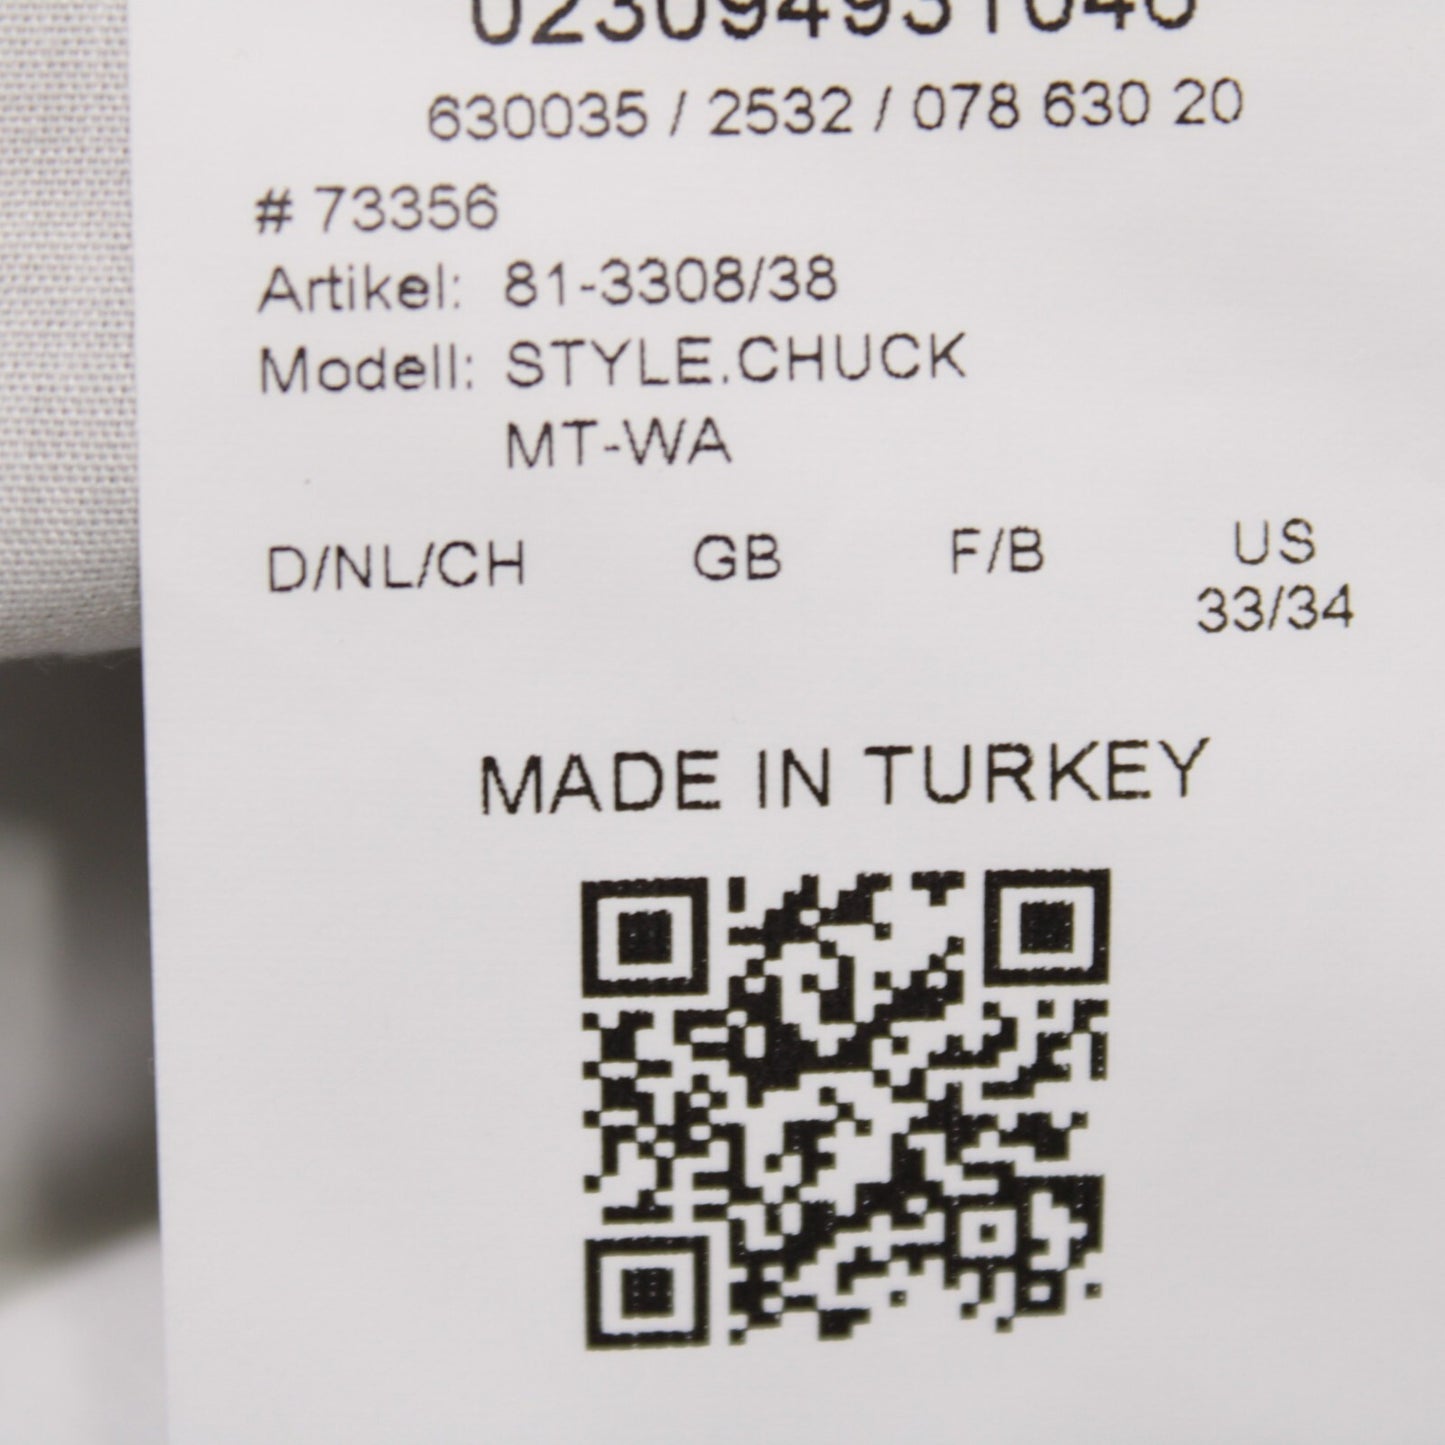 023094931046
630035 / 2532 / 078 630 20
# 73356
Artikel: 81-3308/38
Modell: STYLE.CHUCK
MT-WA
D/NL/CH GB F/B US
33/34
MADE IN TURKEY